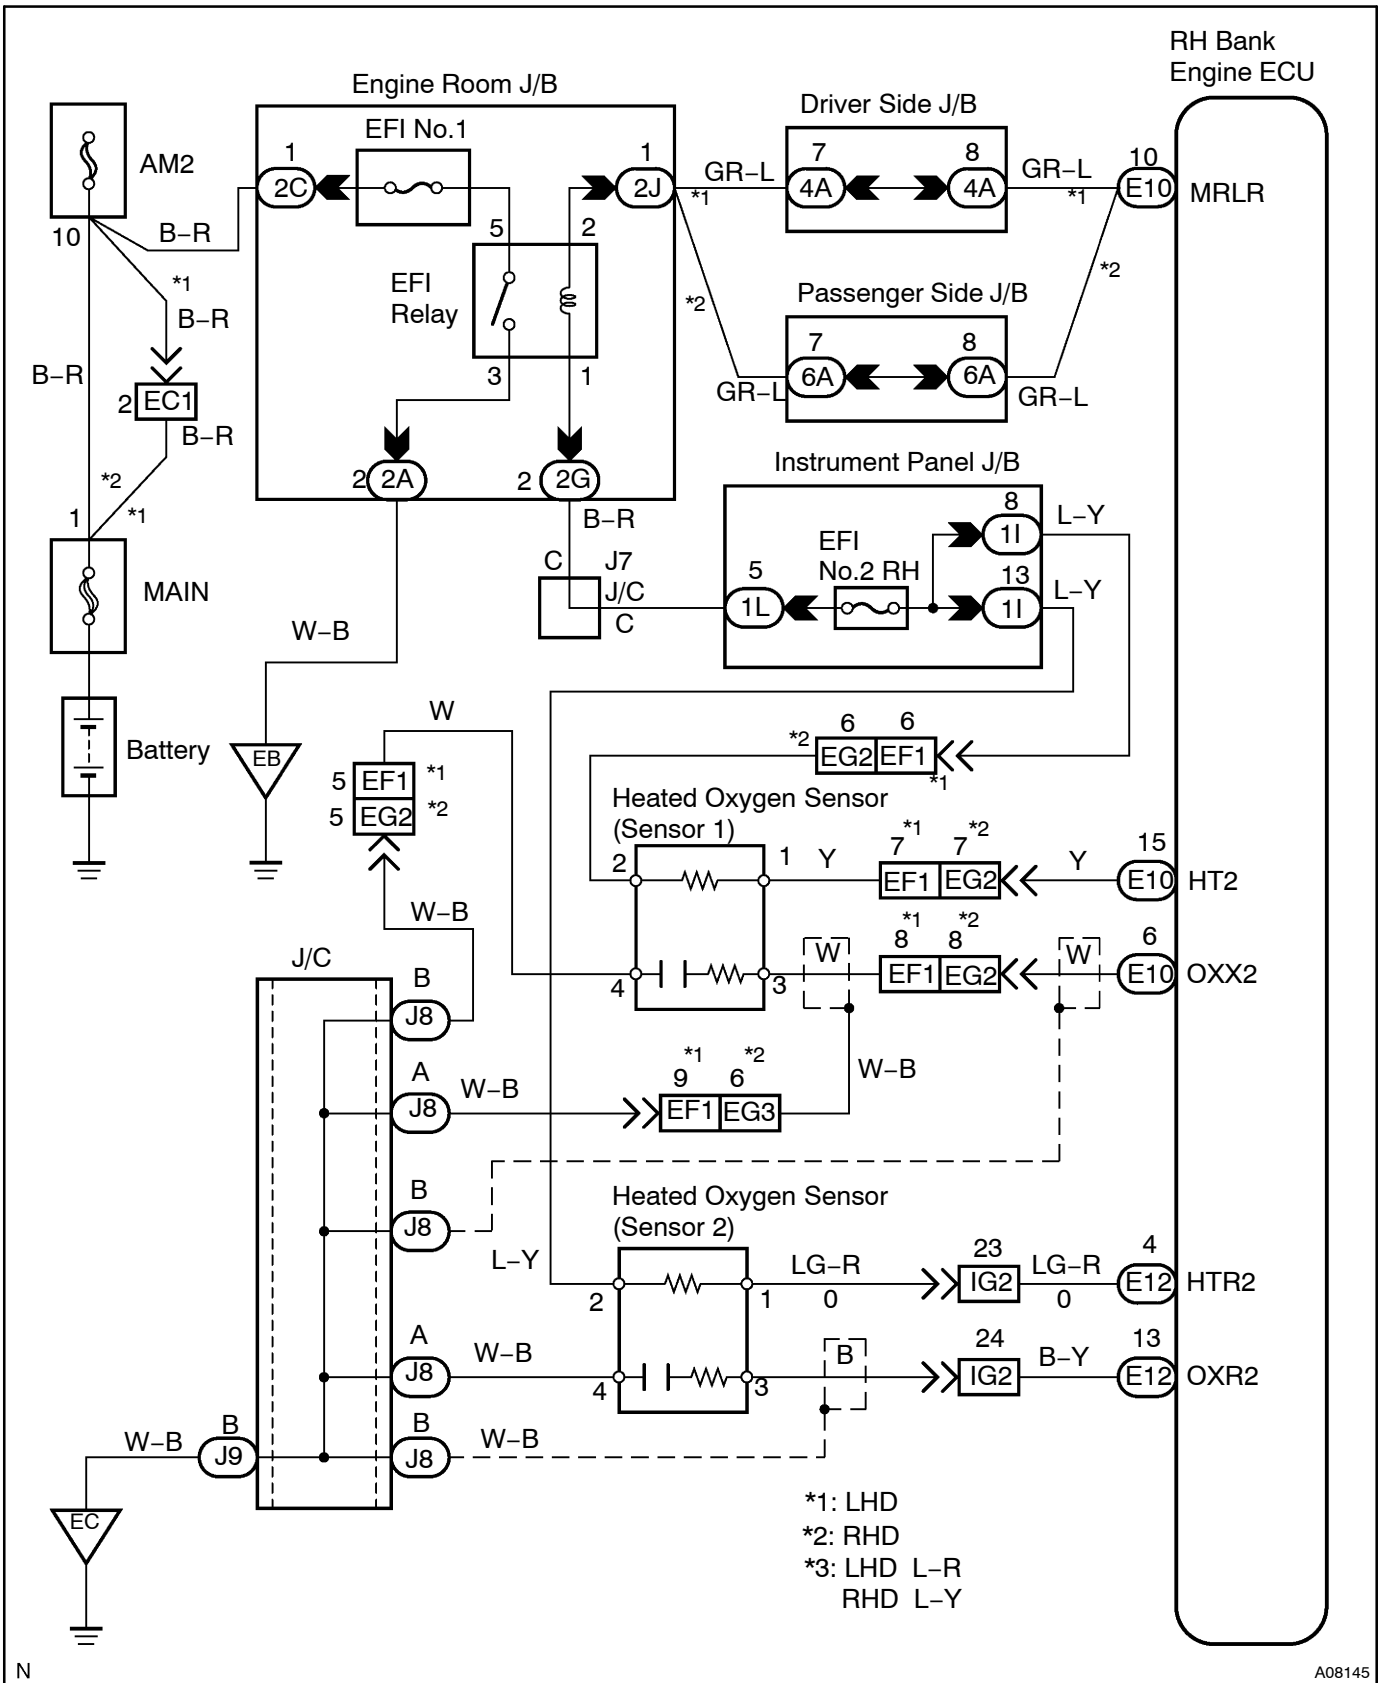 RH Bank
Engine ECU
Engine Room J/B
Driver Side J/B
AM2
EFI No.1
1
2C
1
2J
GR−L
*1
7
4A
8
4A
GR−L
*1
10
E10
MRLR
10
B−R
5
2
EFI
Relay
*1
B−R
*2
*2
Passenger Side J/B
7
6A
8
6A
GR−L
GR−L
B−R
3
1
2
EC1
B−R
*2
*1
1
2
2A
2
2G
B−R
Instrument Panel J/B
8
1I
L−Y
EFI
No.2 RH
13
1I
L−Y
5
1L
C
J7
J/C
C
MAIN
W−B
W
Battery
EB
5
EF1
*1
5
EG2
*2
*2
6
6
EG2
EF1
*1
Heated Oxygen Sensor
(Sensor 1)
2
1
Y
*1
*2
7
7
EF1
EG2
Y
15
E10
HT2
W−B
*1
*2
8
8
W
EF1
EG2
W
6
E10
OXX2
4
3
J/C
B
J8
A
J8
W−B
*1
*2
9
6
EF1
EG3
W−B
B
J8
Heated Oxygen Sensor
(Sensor 2)
L−Y
2
1
LG−R
0
23
IG2
LG−R
0
4
E12
HTR2
A
J8
W−B
4
3
B
24
IG2
B−Y
13
E12
OXR2
B
J8
W−B
W−B
B
J9
EC
*1: LHD
*2: RHD
*3: LHD L−R
RHD L−Y
N
A08145